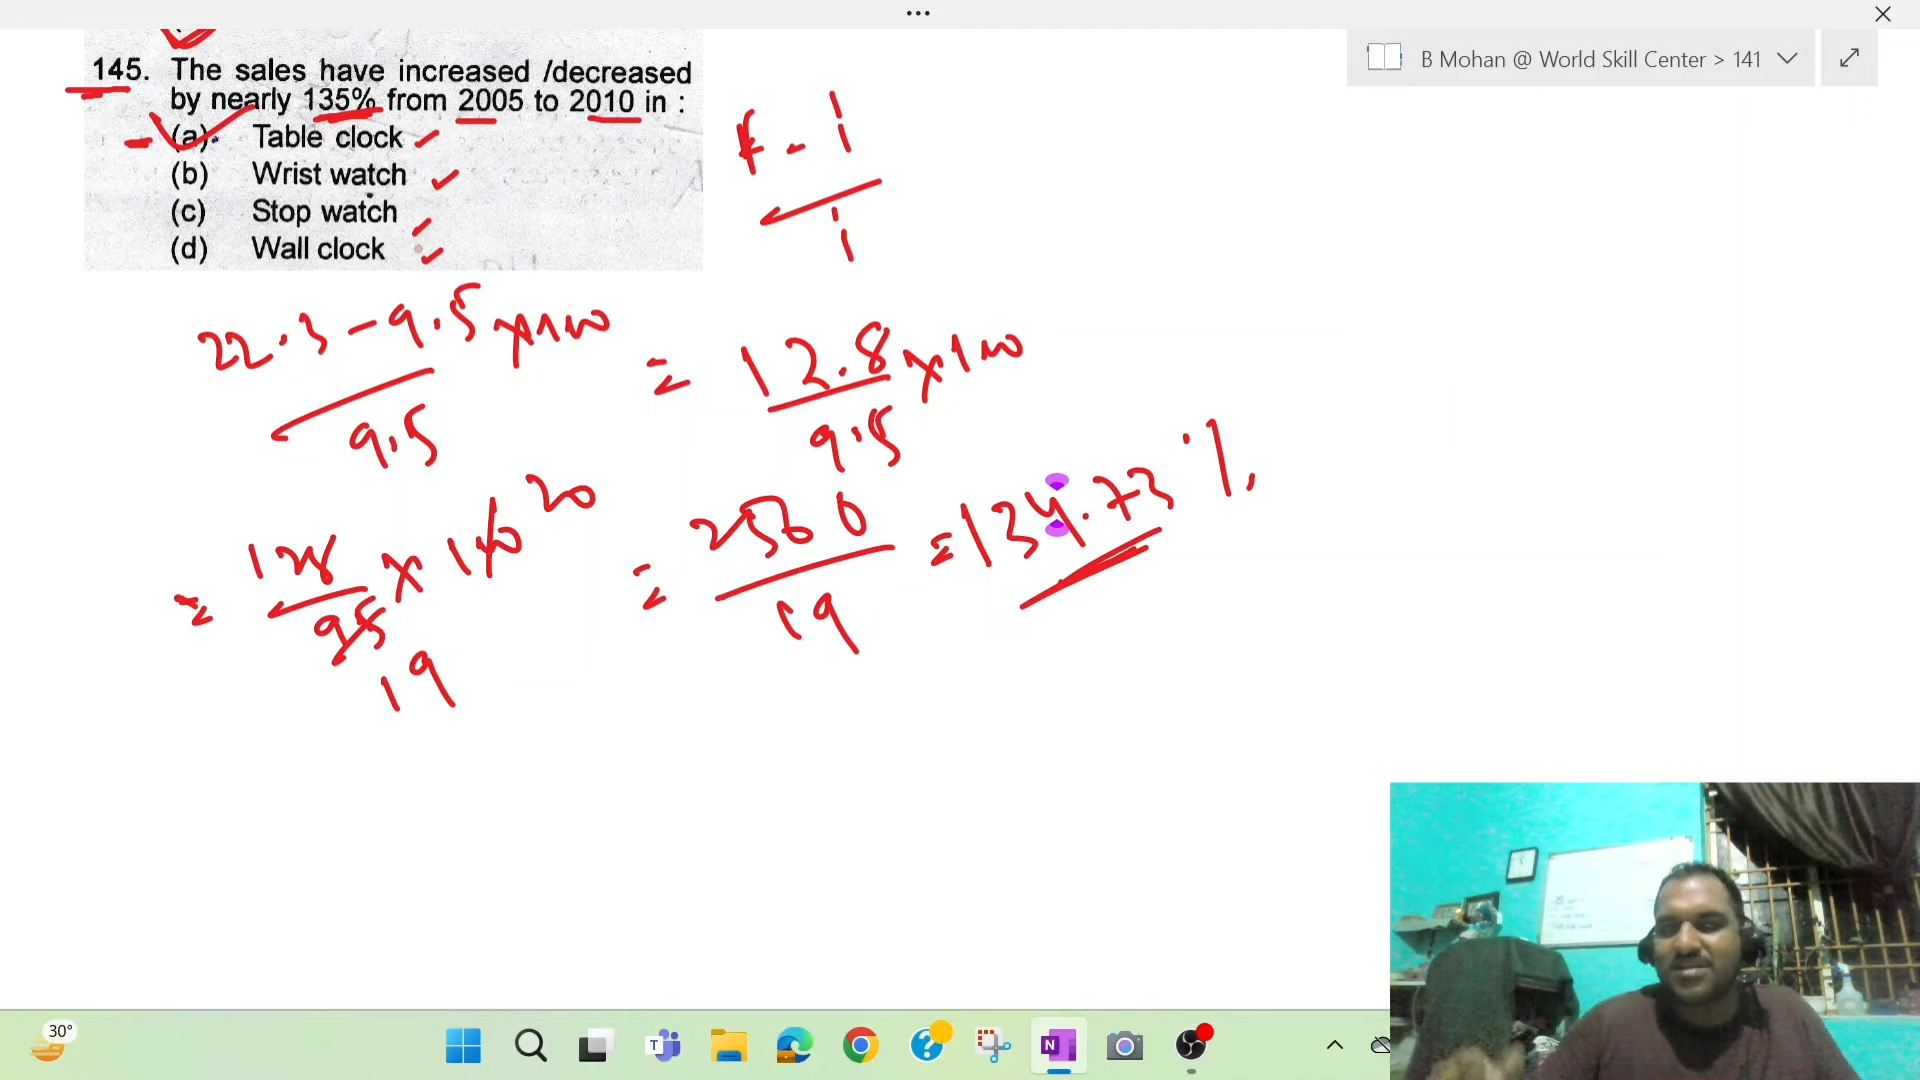 B Mohan @ World Skill Center > 141
145. The sales have increased /decreased
by nearly 135% from 2005 to 2010 in :
(a) Table clock
(b) Wrist watch
(c) Stop watch
(d) Wall clock
F - I
I
22.3 - 9.5 x 100
9.5
= 12.8 x 100
9.5
= 128 x 100 20
95
19
= 2560
19
= 134.73 %.
30°